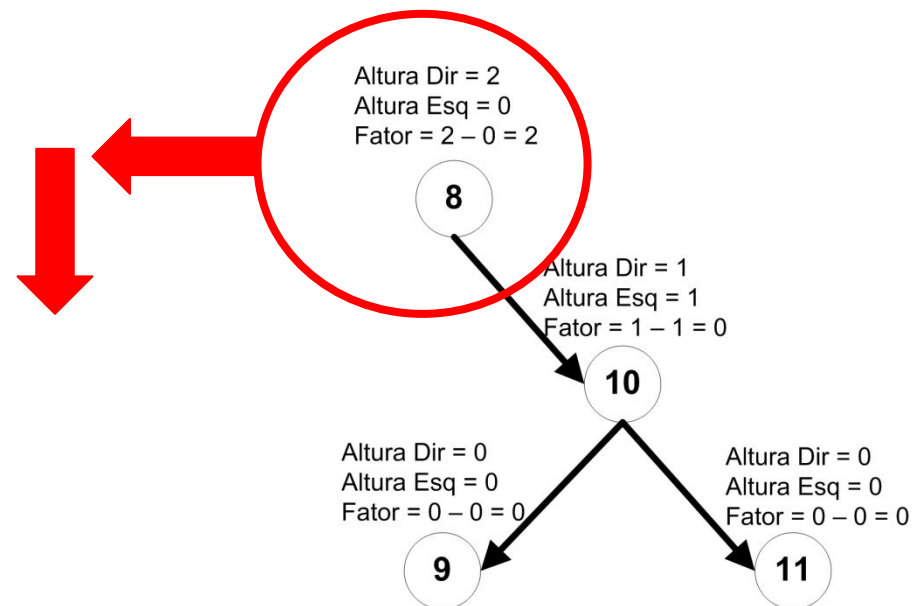 Altura Dir = 2
Altura Esq = 0
Fator = 2 – 0 = 2
8
Altura Dir = 1
Altura Esq = 1
Fator = 1 – 1 = 0
10
Altura Dir = 0
Altura Esq = 0
Fator = 0 – 0 = 0
9
Altura Dir = 0
Altura Esq = 0
Fator = 0 – 0 = 0
11